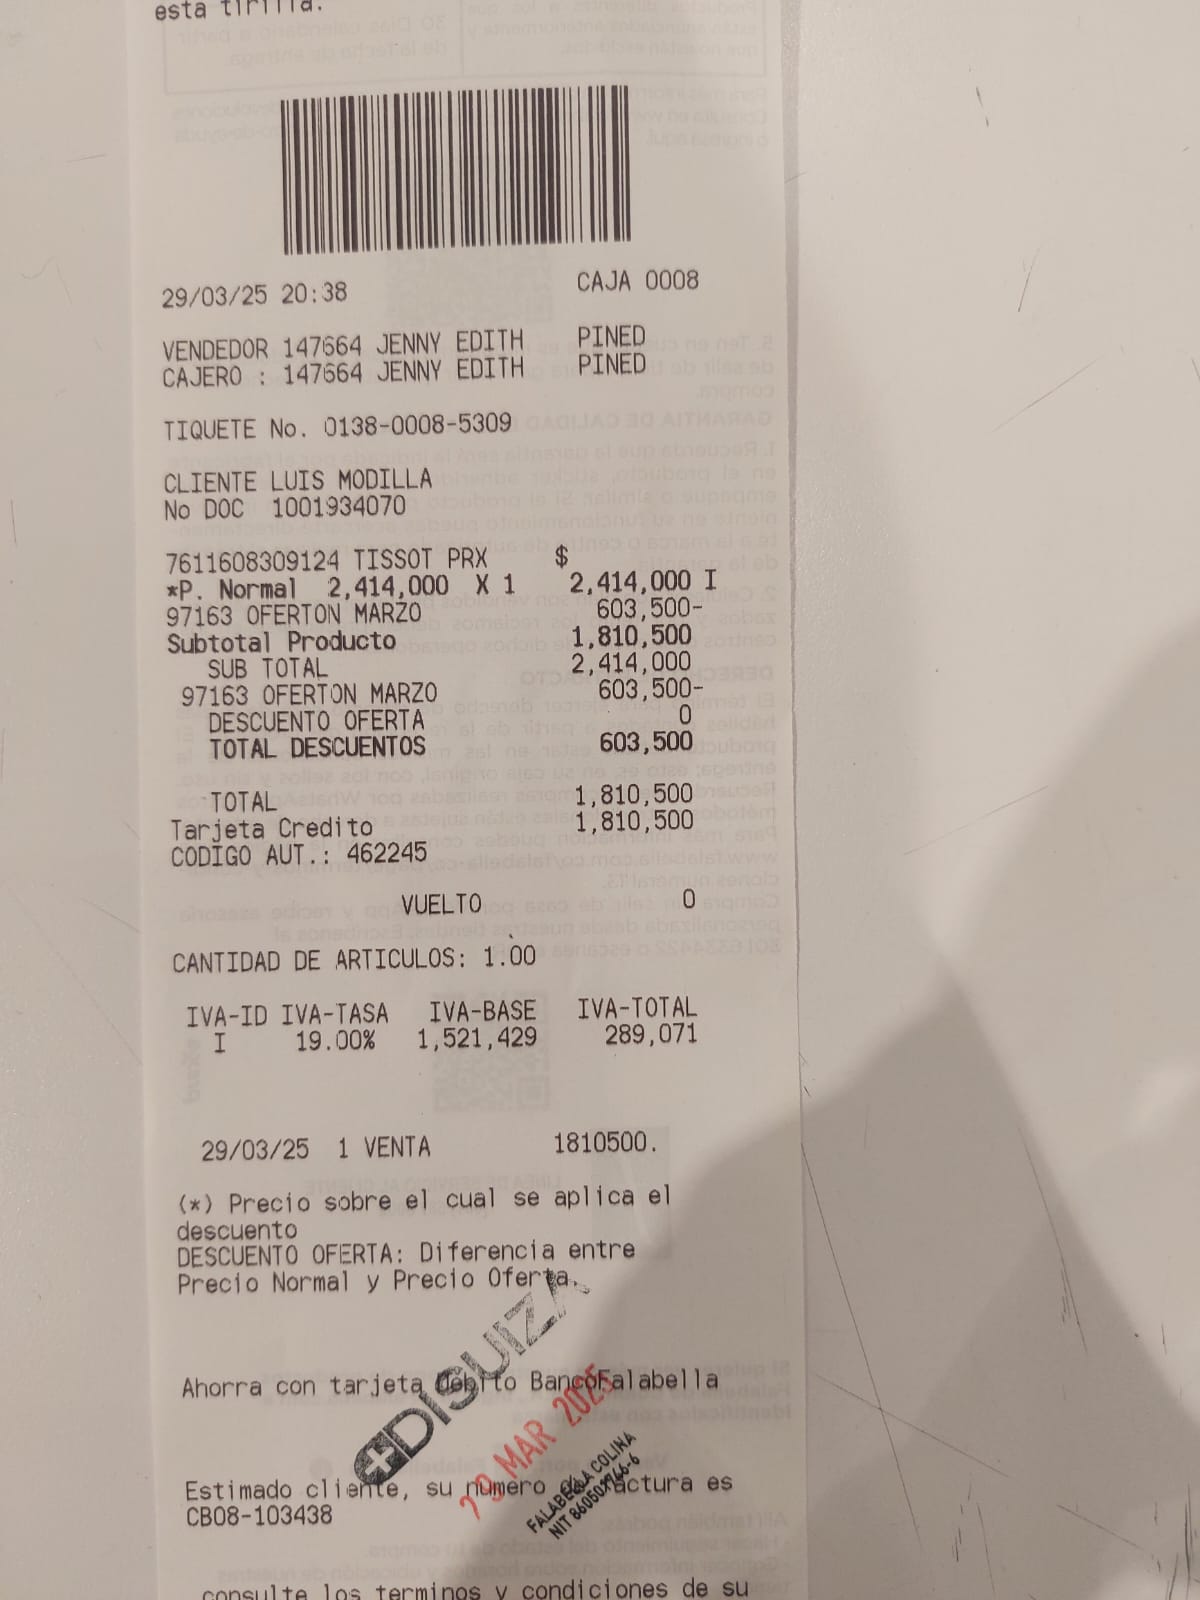 esta tirilla.
29/03/25 20:38 CAJA 0008
VENDEDOR 147664 JENNY EDITH PINED
CAJERO : 147664 JENNY EDITH PINED
TIQUETE No. 0138-0008-5309
CLIENTE LUIS MODILLA
No DOC 1001934070
7611608309124 TISSOT PRX $
*P. Normal 2,414,000 X 1 2,414,000 I
97163 OFERTON MARZO 603,500-
Subtotal Producto 1,810,500
SUB TOTAL 2,414,000
97163 OFERTON MARZO 603,500-
DESCUENTO OFERTA 0
TOTAL DESCUENTOS 603,500
TOTAL 1,810,500
Tarjeta Credito 1,810,500
CODIGO AUT.: 462245
VUELTO 0
CANTIDAD DE ARTICULOS: 1.00
IVA-ID IVA-TASA IVA-BASE IVA-TOTAL
I 19.00% 1,521,429 289,071
29/03/25 1 VENTA 1810500.
(*) Precio sobre el cual se aplica el
descuento
DESCUENTO OFERTA: Diferencia entre
Precio Normal y Precio Oferta.
DISUIZA
Ahorra con tarjeta debito BancoFalabella
29 MAR 2025
FALABELLA COLINA
Estimado cliente, su numero de factura es
CB08-103438
consulte los terminos y condiciones de su